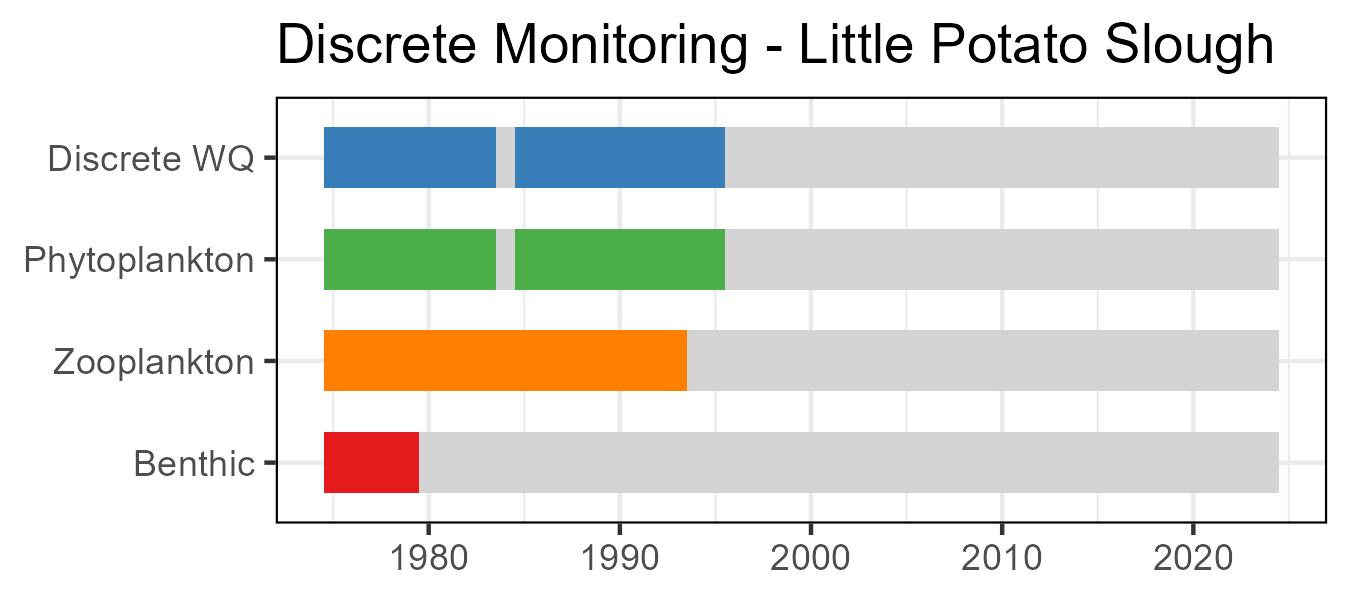 Discrete Monitoring - Little Potato Slough
Discrete WQ
Phytoplankton
Zooplankton
Benthic
1980 1990 2000 2010 2020